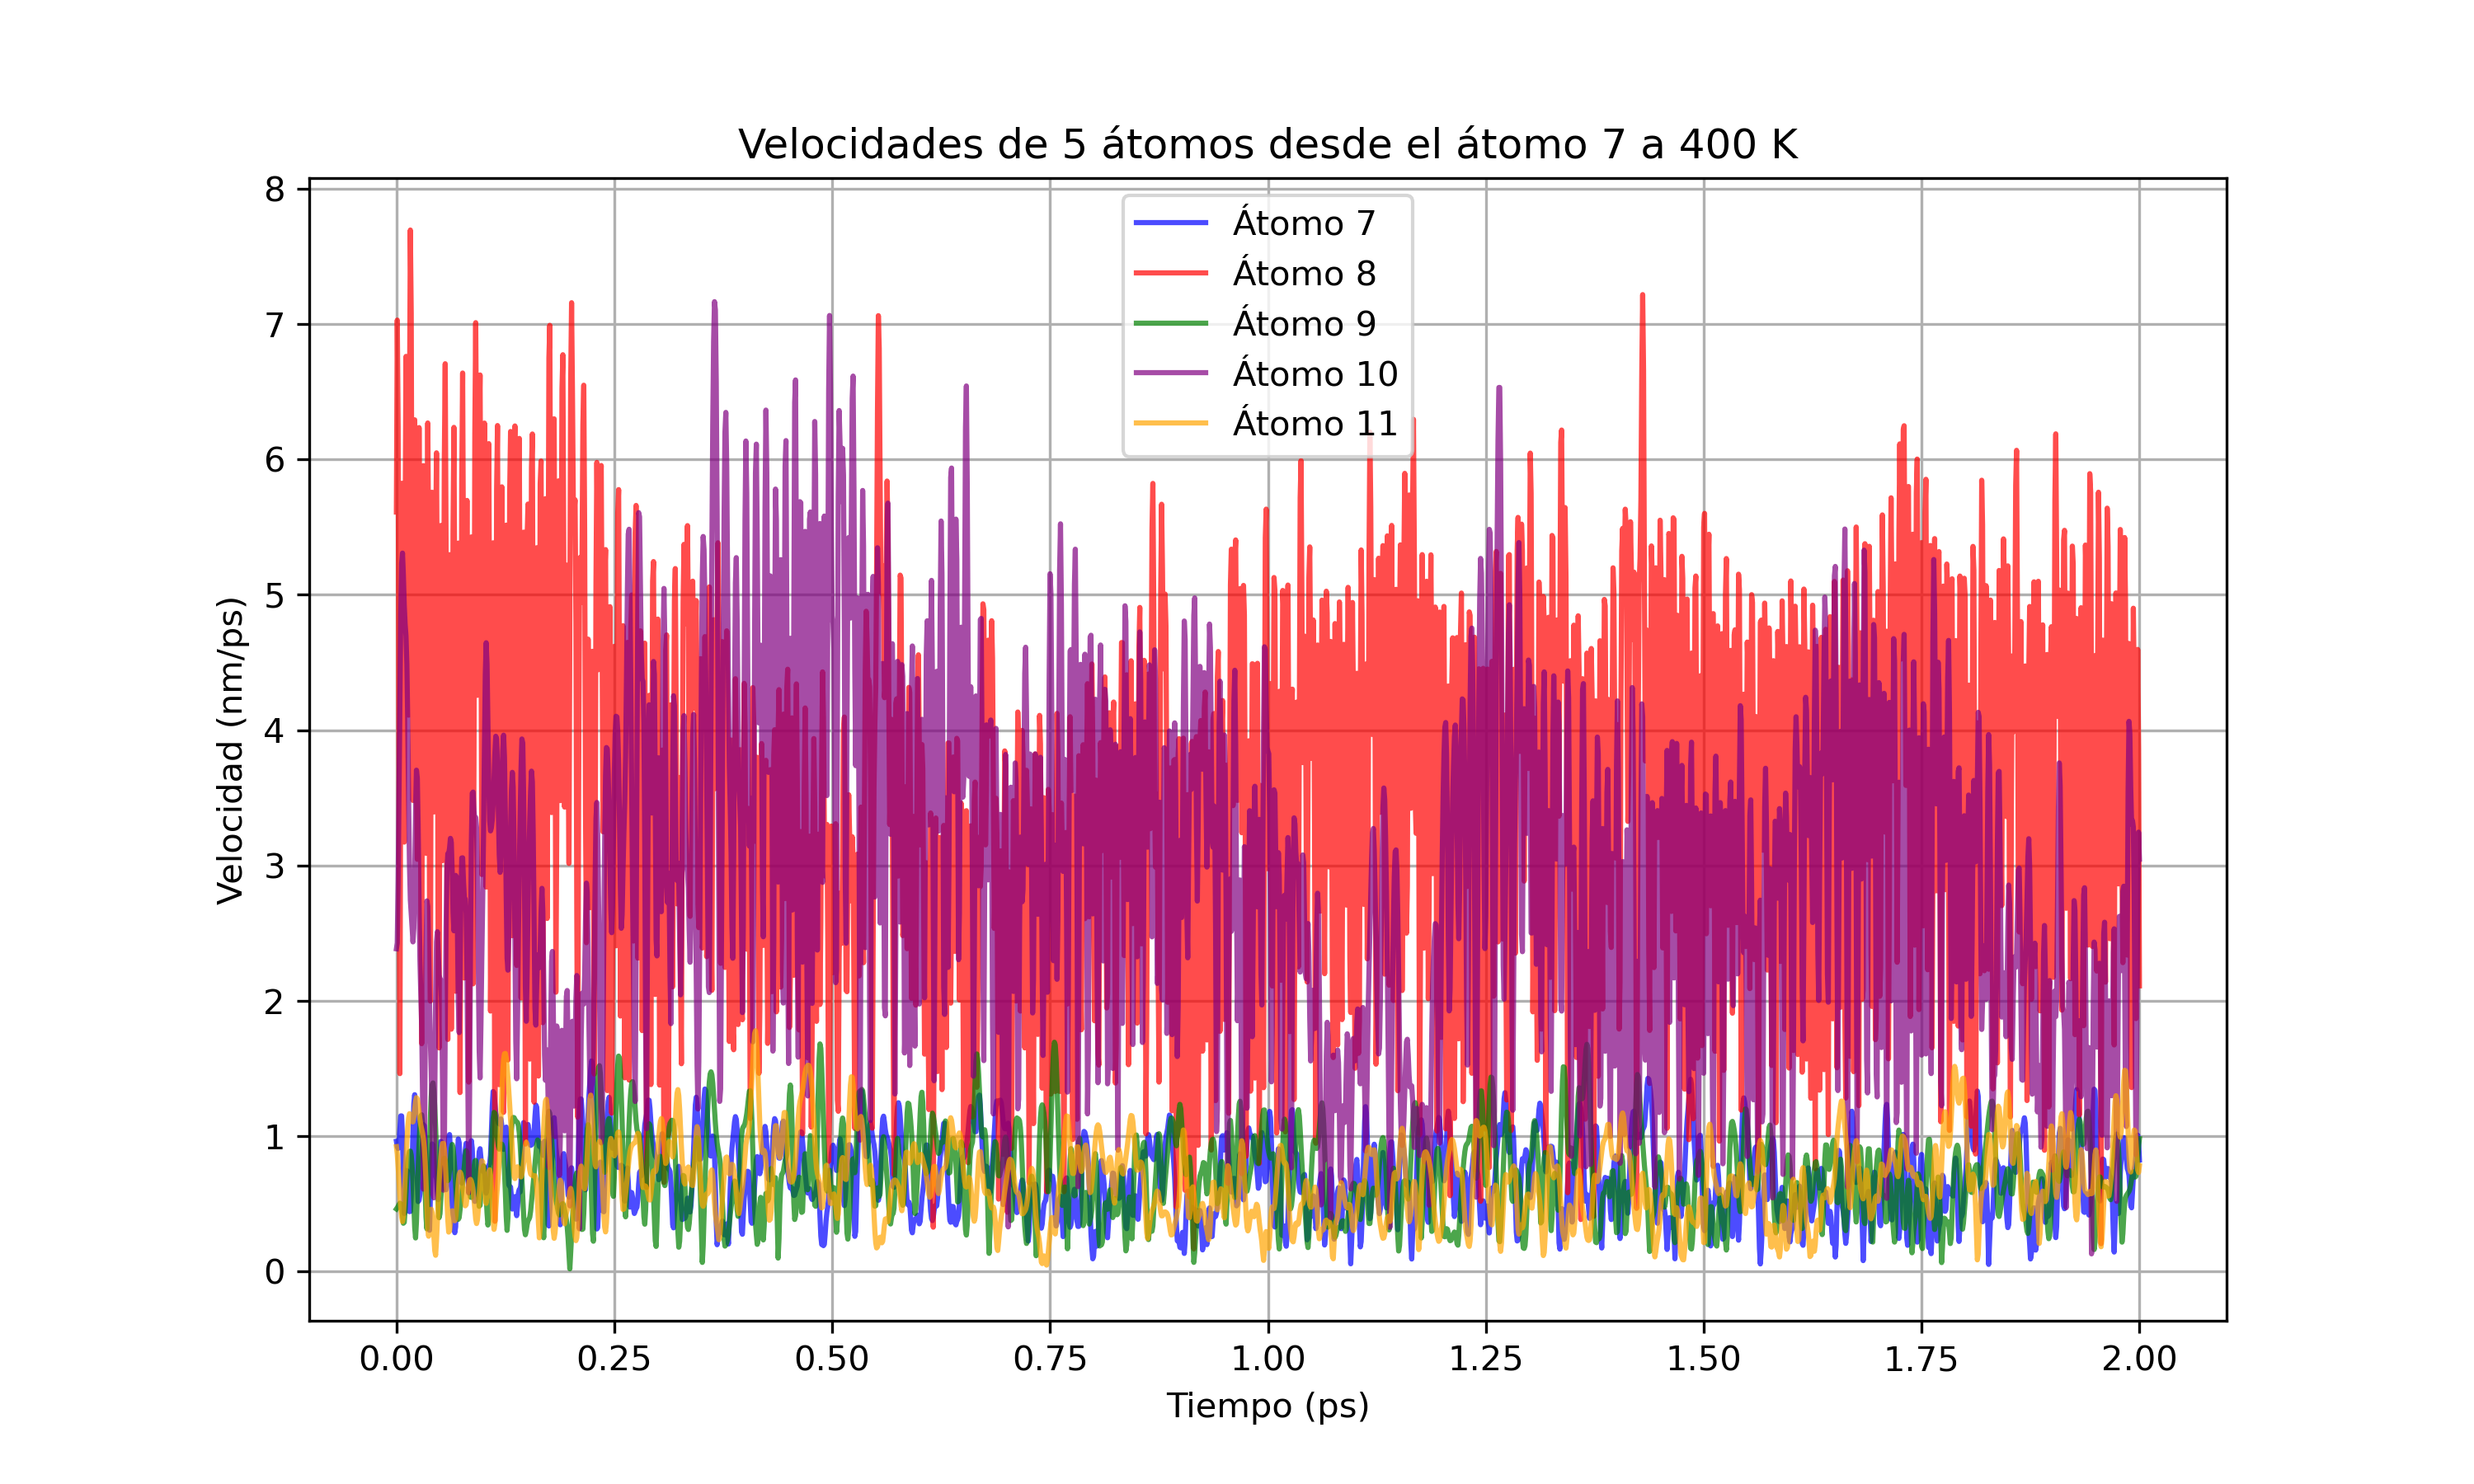 Velocidades de 5 átomos desde el átomo 7 a 400 K
8
7
6
5
4
3
2
1
0
Velocidad (nm/ps)
Átomo 7
Átomo 8
Átomo 9
Átomo 10
Átomo 11
0.00 0.25 0.50 0.75 1.00 1.25 1.50 1.75 2.00
Tiempo (ps)